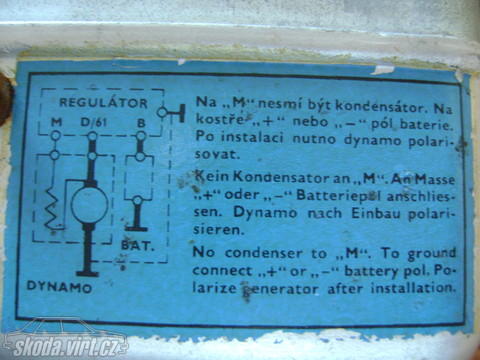 REGULÁTOR
M D/61 B
BAT.
DYNAMO
Na „M" nesmí být kondensátor. Na
kostře „+" nebo „–" pól baterie.
Po instalaci nutno dynamo polari-
sovat.
Kein Kondensator an „M". An Masse
„+" oder „–" Batteriepol anschlies-
sen. Dynamo nach Einbau polari-
sieren.
No condenser to „M". To ground
connect „+" or „–" battery pol. Po-
larize generator after installation.
skoda.virt.cz